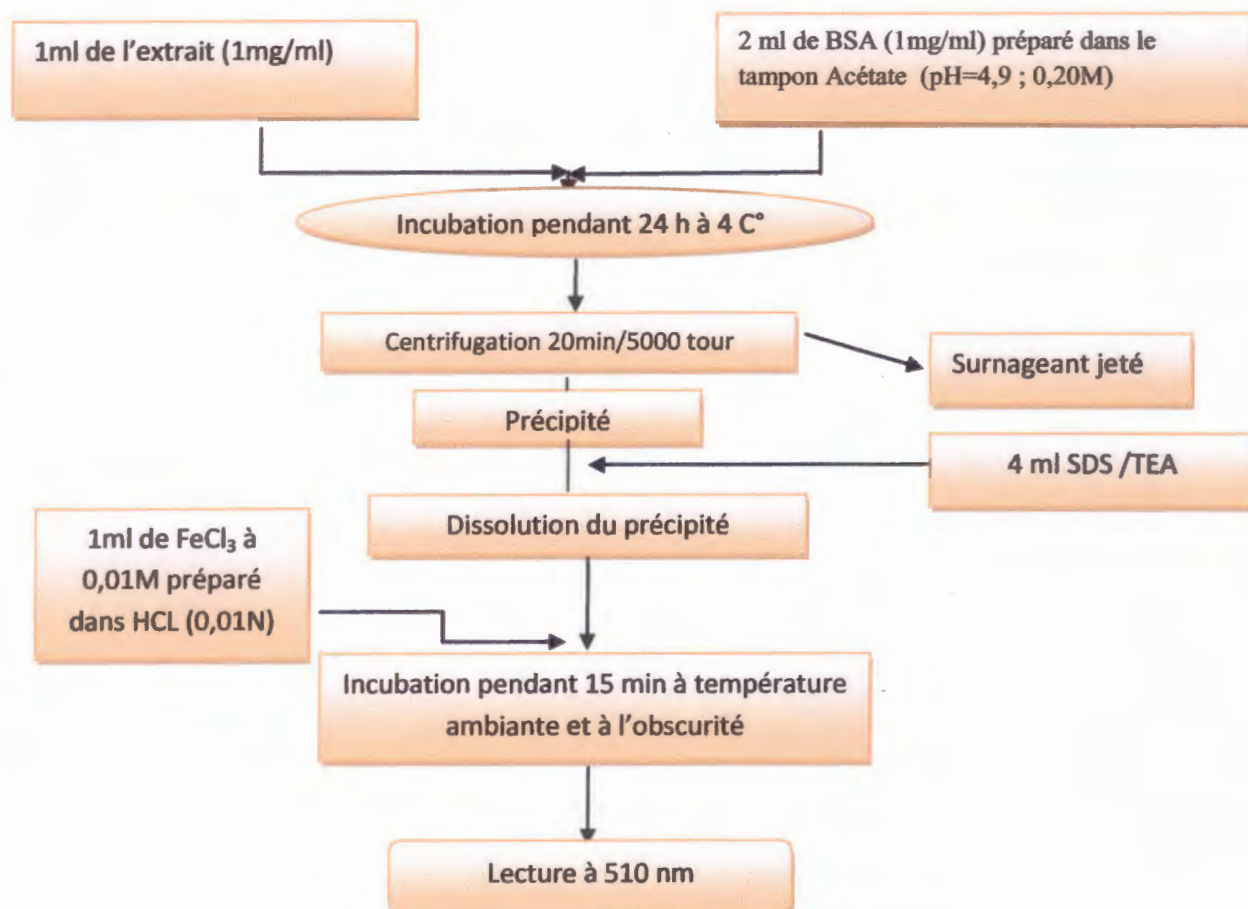 1ml de l'extrait (1mg/ml)
2 ml de BSA (1mg/ml) préparé dans le
tampon Acétate (pH=4,9 ; 0,20M)
Incubation pendant 24 h à 4 C°
Centrifugation 20min/5000 tour
Surnageant jeté
Précipité
4 ml SDS /TEA
Dissolution du précipité
1ml de FeCl₃ à
0,01M préparé
dans HCL (0,01N)
Incubation pendant 15 min à température
ambiante et à l'obscurité
Lecture à 510 nm